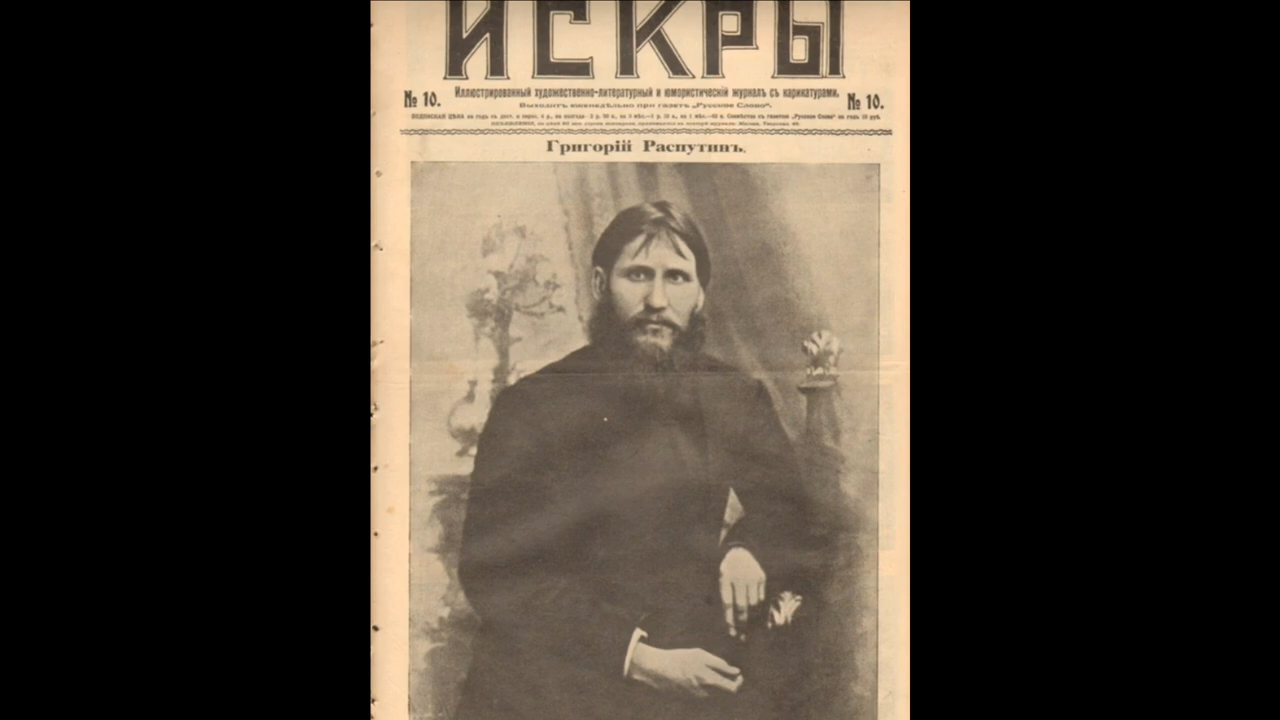 ИСКРЫ
Иллюстрированный художественно-литературный и юмористическій журналъ съ карикатурами.
№ 10.
Выходитъ еженедѣльно при газетѣ „Русское Слово“.
№ 10.
Григорій Распутинъ.